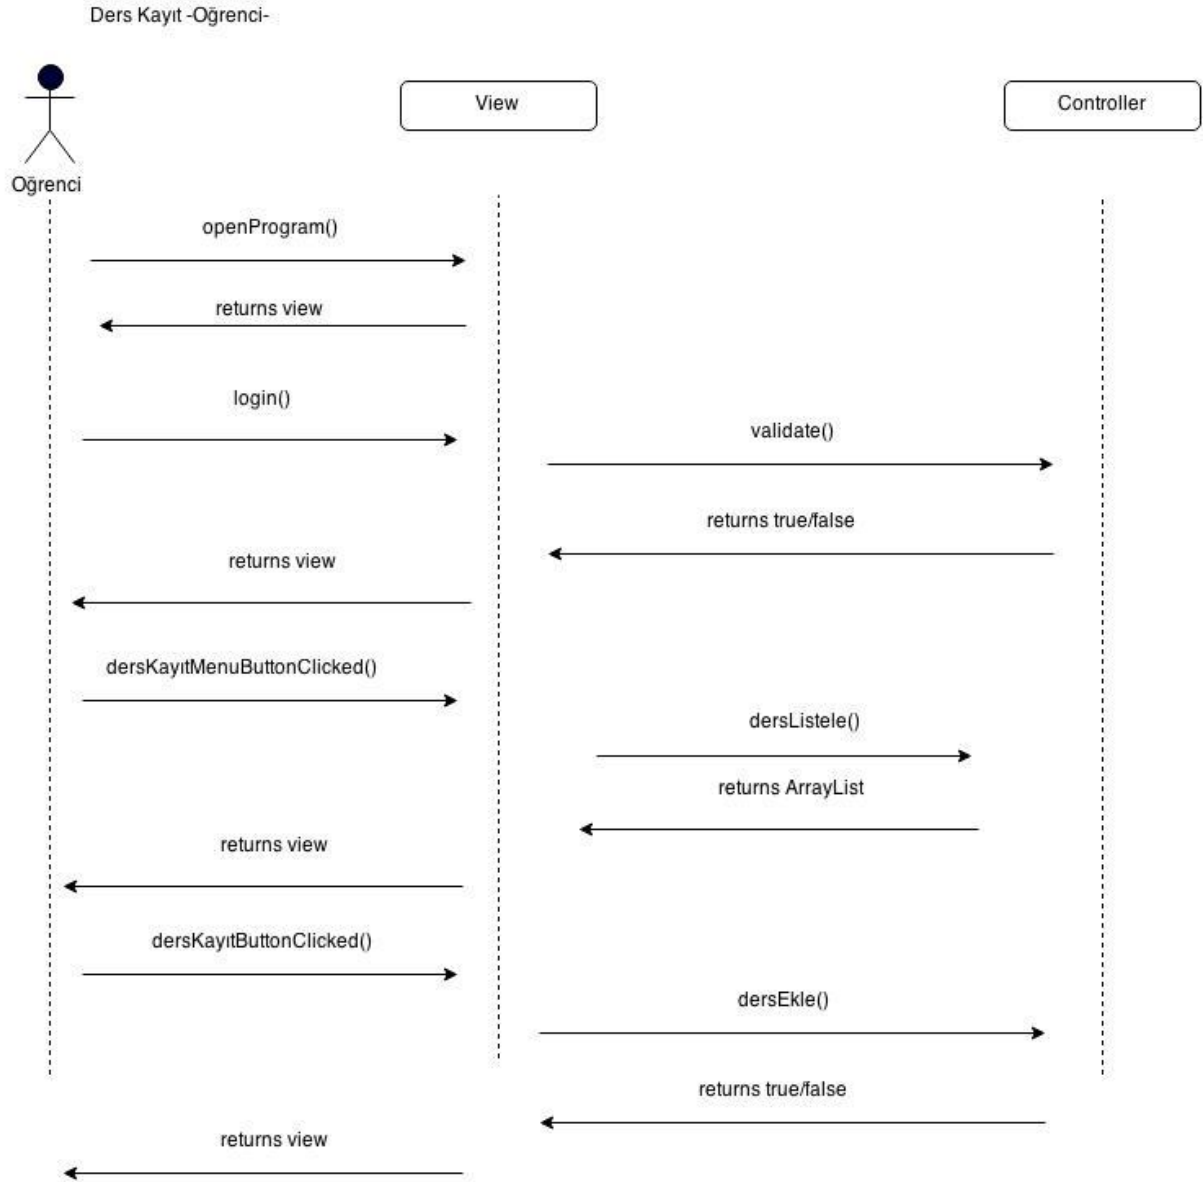 Ders Kayıt -Oğrenci-
View
Controller
Oğrenci
openProgram()
returns view
login()
validate()
returns true/false
returns view
dersKayıtMenuButtonClicked()
dersListele()
returns ArrayList
returns view
dersKayıtButtonClicked()
dersEkle()
returns true/false
returns view